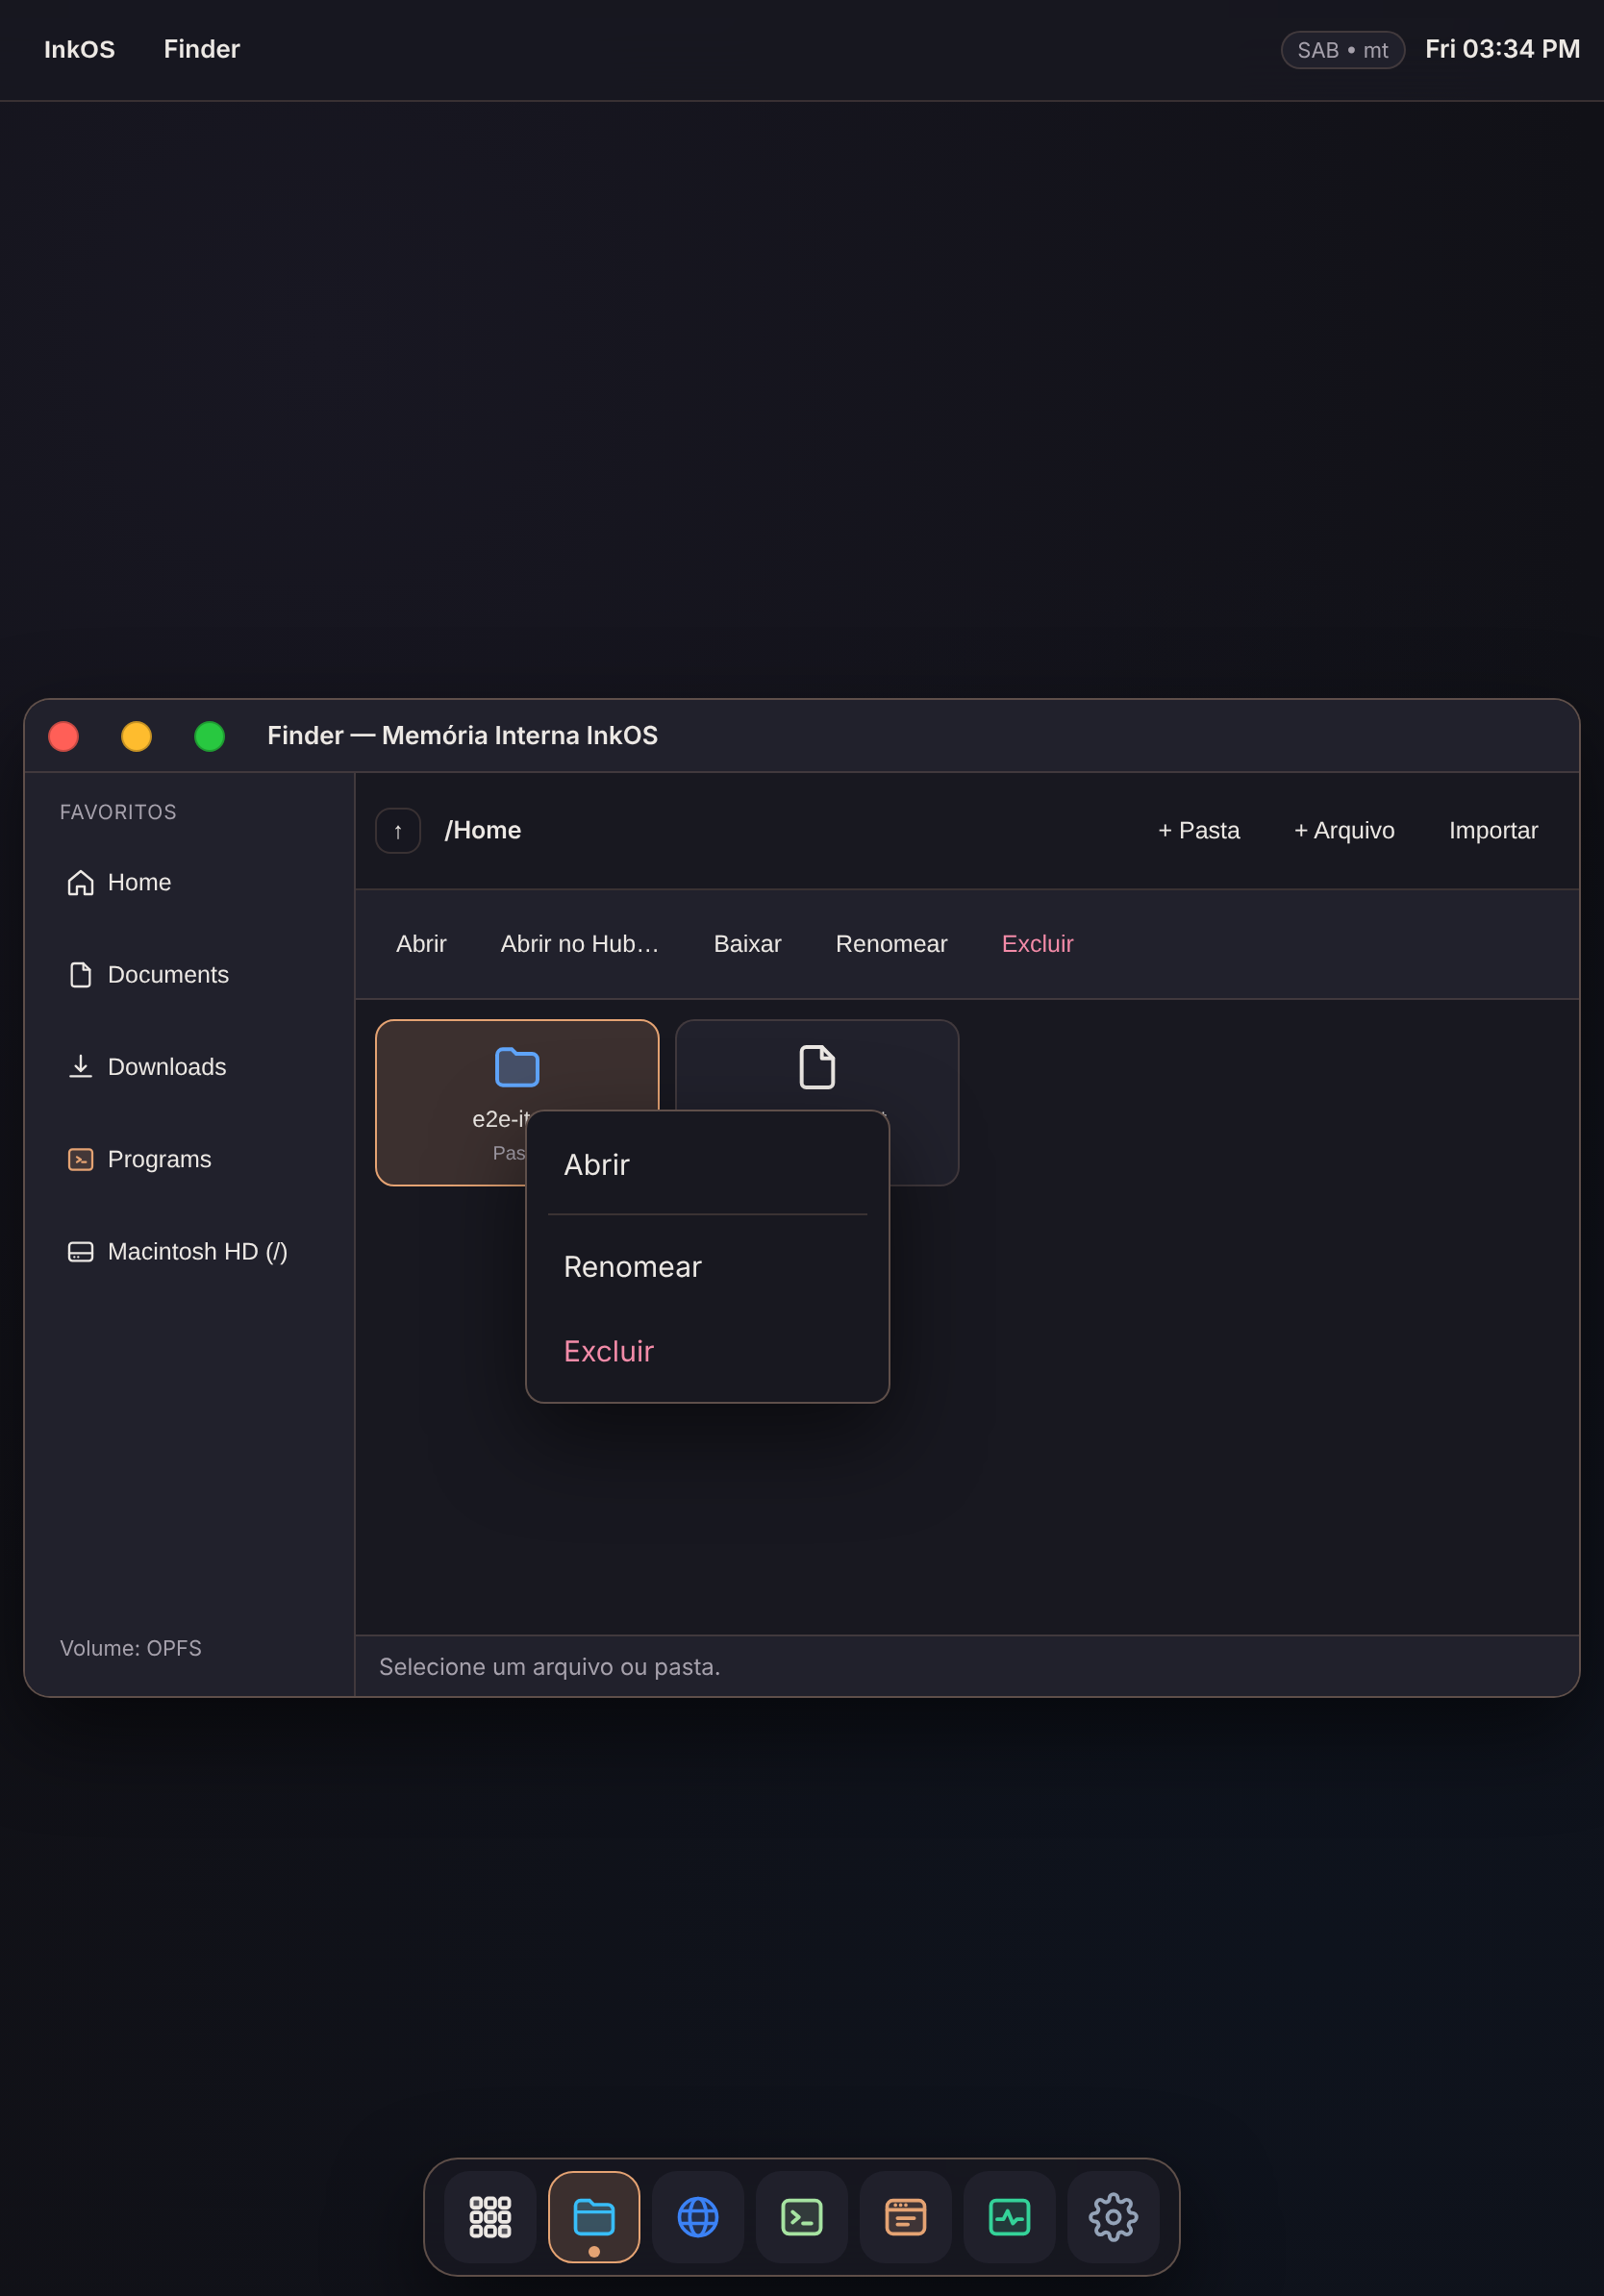 InkOS Finder SAB • mt Fri 03:34 PM
Finder — Memória Interna InkOS
FAVORITOS
Home
Documents
Downloads
Programs
Macintosh HD (/)
Volume: OPFS
↑ /Home + Pasta + Arquivo Importar
Abrir Abrir no Hub… Baixar Renomear Excluir
Abrir
Renomear
Excluir
Selecione um arquivo ou pasta.